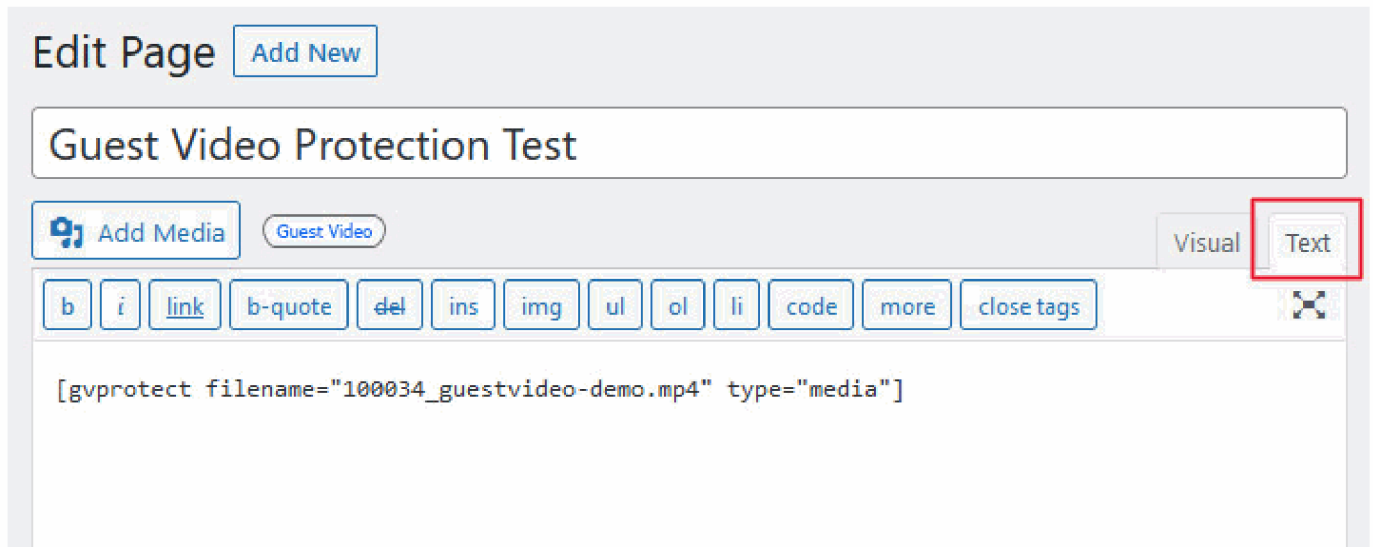 Edit Page Add New
Guest Video Protection Test
Add Media Guest Video Visual Text
b i link b-quote del ins img ul ol li code more close tags
[gvprotect filename="100034_guestvideo-demo.mp4" type="media"]